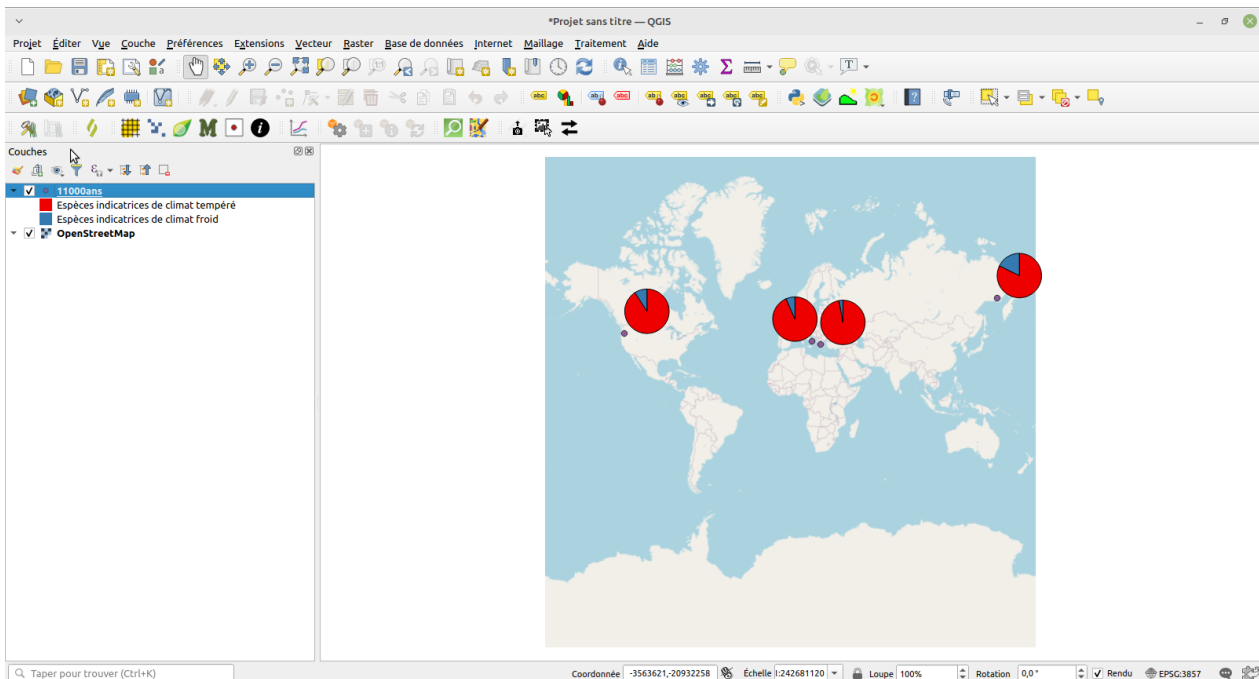 *Projet sans titre — QGIS
Projet Éditer Vue Couche Préférences Extensions Vecteur Raster Base de données Internet Maillage Traitement Aide
Couches
11000ans
Espèces indicatrices de climat tempéré
Espèces indicatrices de climat froid
OpenStreetMap
Taper pour trouver (Ctrl+K) Coordonnée -3563621,-20932258 Échelle 1:242681120 Loupe 100% Rotation 0,0 ° Rendu EPSG:3857